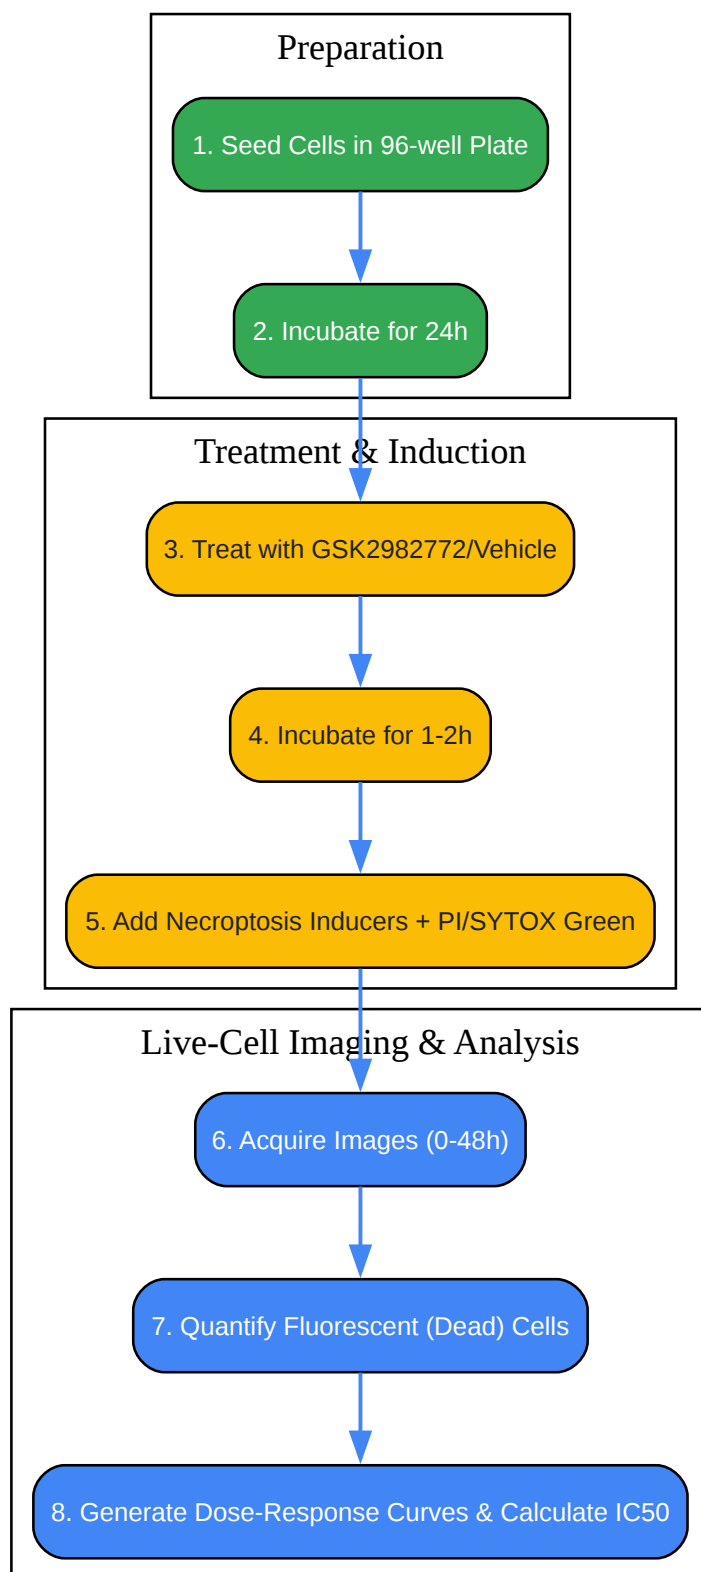 Preparation
1. Seed Cells in 96-well Plate
2. Incubate for 24h
Treatment & Induction
3. Treat with GSK2982772/Vehicle
4. Incubate for 1-2h
5. Add Necroptosis Inducers + PI/SYTOX Green
Live-Cell Imaging & Analysis
6. Acquire Images (0-48h)
7. Quantify Fluorescent (Dead) Cells
8. Generate Dose-Response Curves & Calculate IC50